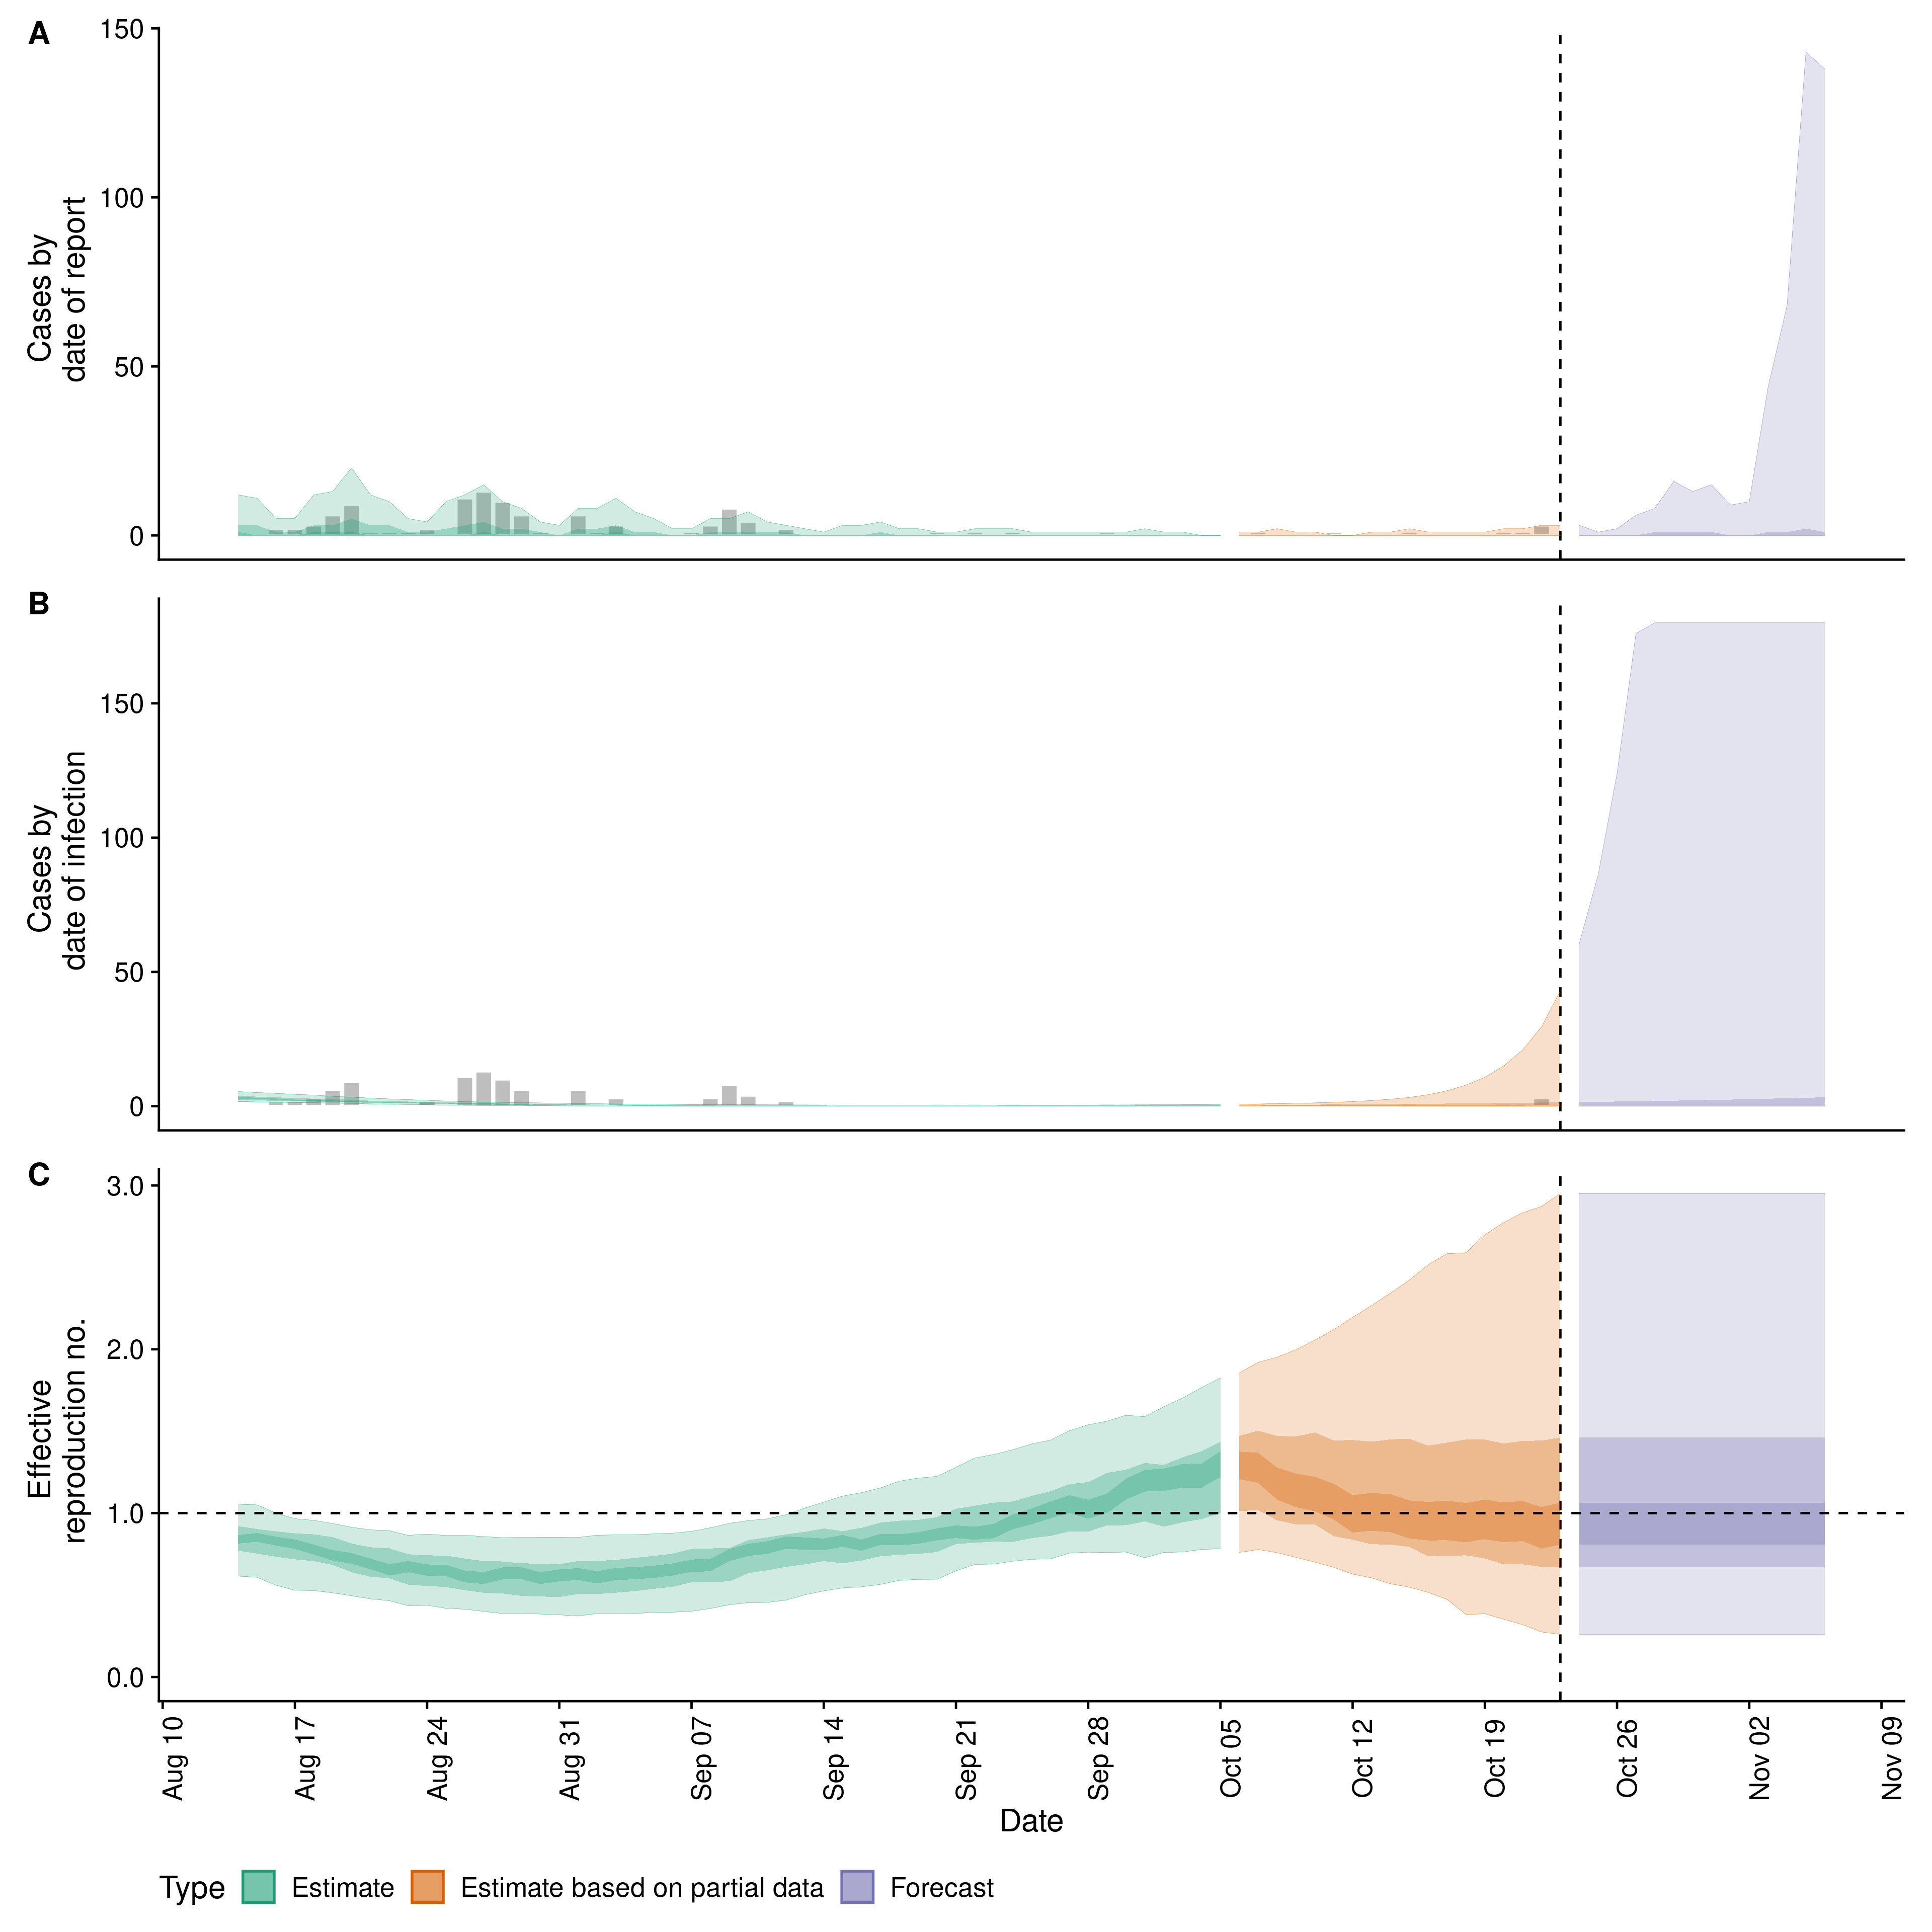 A
150
100
50
0
Cases by
date of report
B
150
100
50
0
Cases by
date of infection
C
3.0
2.0
1.0
0.0
Effective
reproduction no.
Aug 10
Aug 17
Aug 24
Aug 31
Sep 07
Sep 14
Sep 21
Sep 28
Oct 05
Oct 12
Oct 19
Oct 26
Nov 02
Nov 09
Date
Type Estimate Estimate based on partial data Forecast